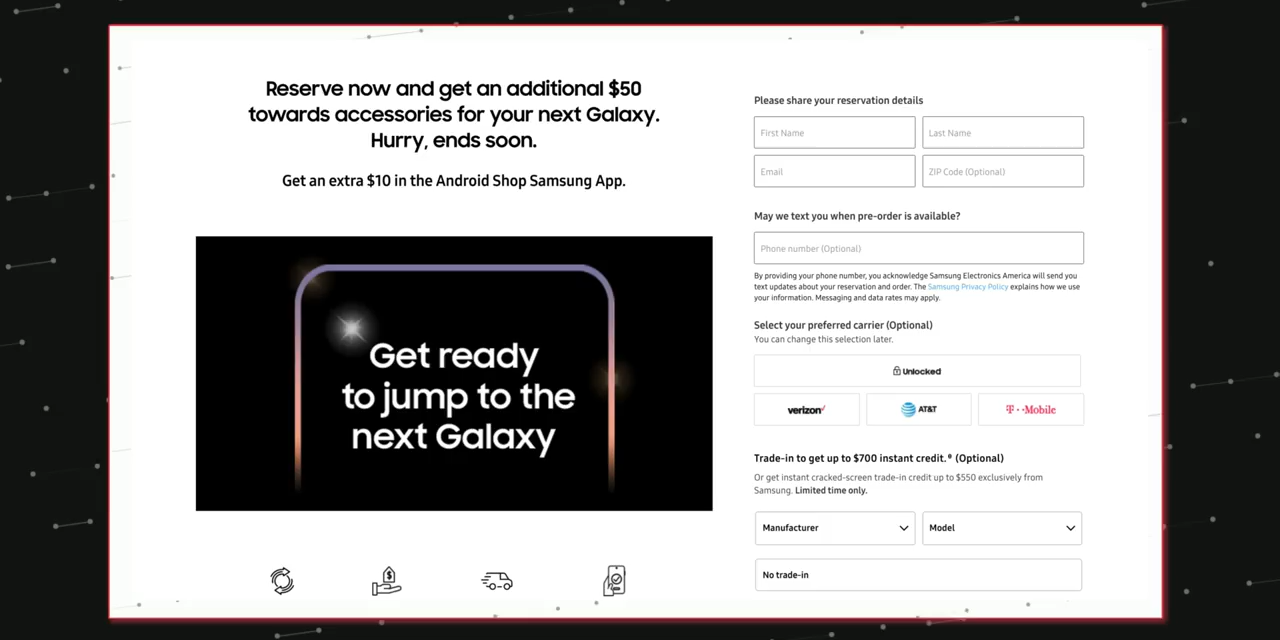 Reserve now and get an additional $50
towards accessories for your next Galaxy.
Hurry, ends soon.
Get an extra $10 in the Android Shop Samsung App.
Get ready
to jump to the
next Galaxy
Please share your reservation details
First Name
Last Name
Email
ZIP Code (Optional)
May we text you when pre-order is available?
Phone number (Optional)
By providing your phone number, you acknowledge Samsung Electronics America will send you
text updates about your reservation and order. The Samsung Privacy Policy explains how we use
your information. Messaging and data rates may apply.
Select your preferred carrier (Optional)
You can change this selection later.
Unlocked
verizon
AT&T
T-Mobile
Trade-in to get up to $700 instant credit.θ (Optional)
Or get instant cracked-screen trade-in credit up to $550 exclusively from
Samsung. Limited time only.
Manufacturer
Model
No trade-in